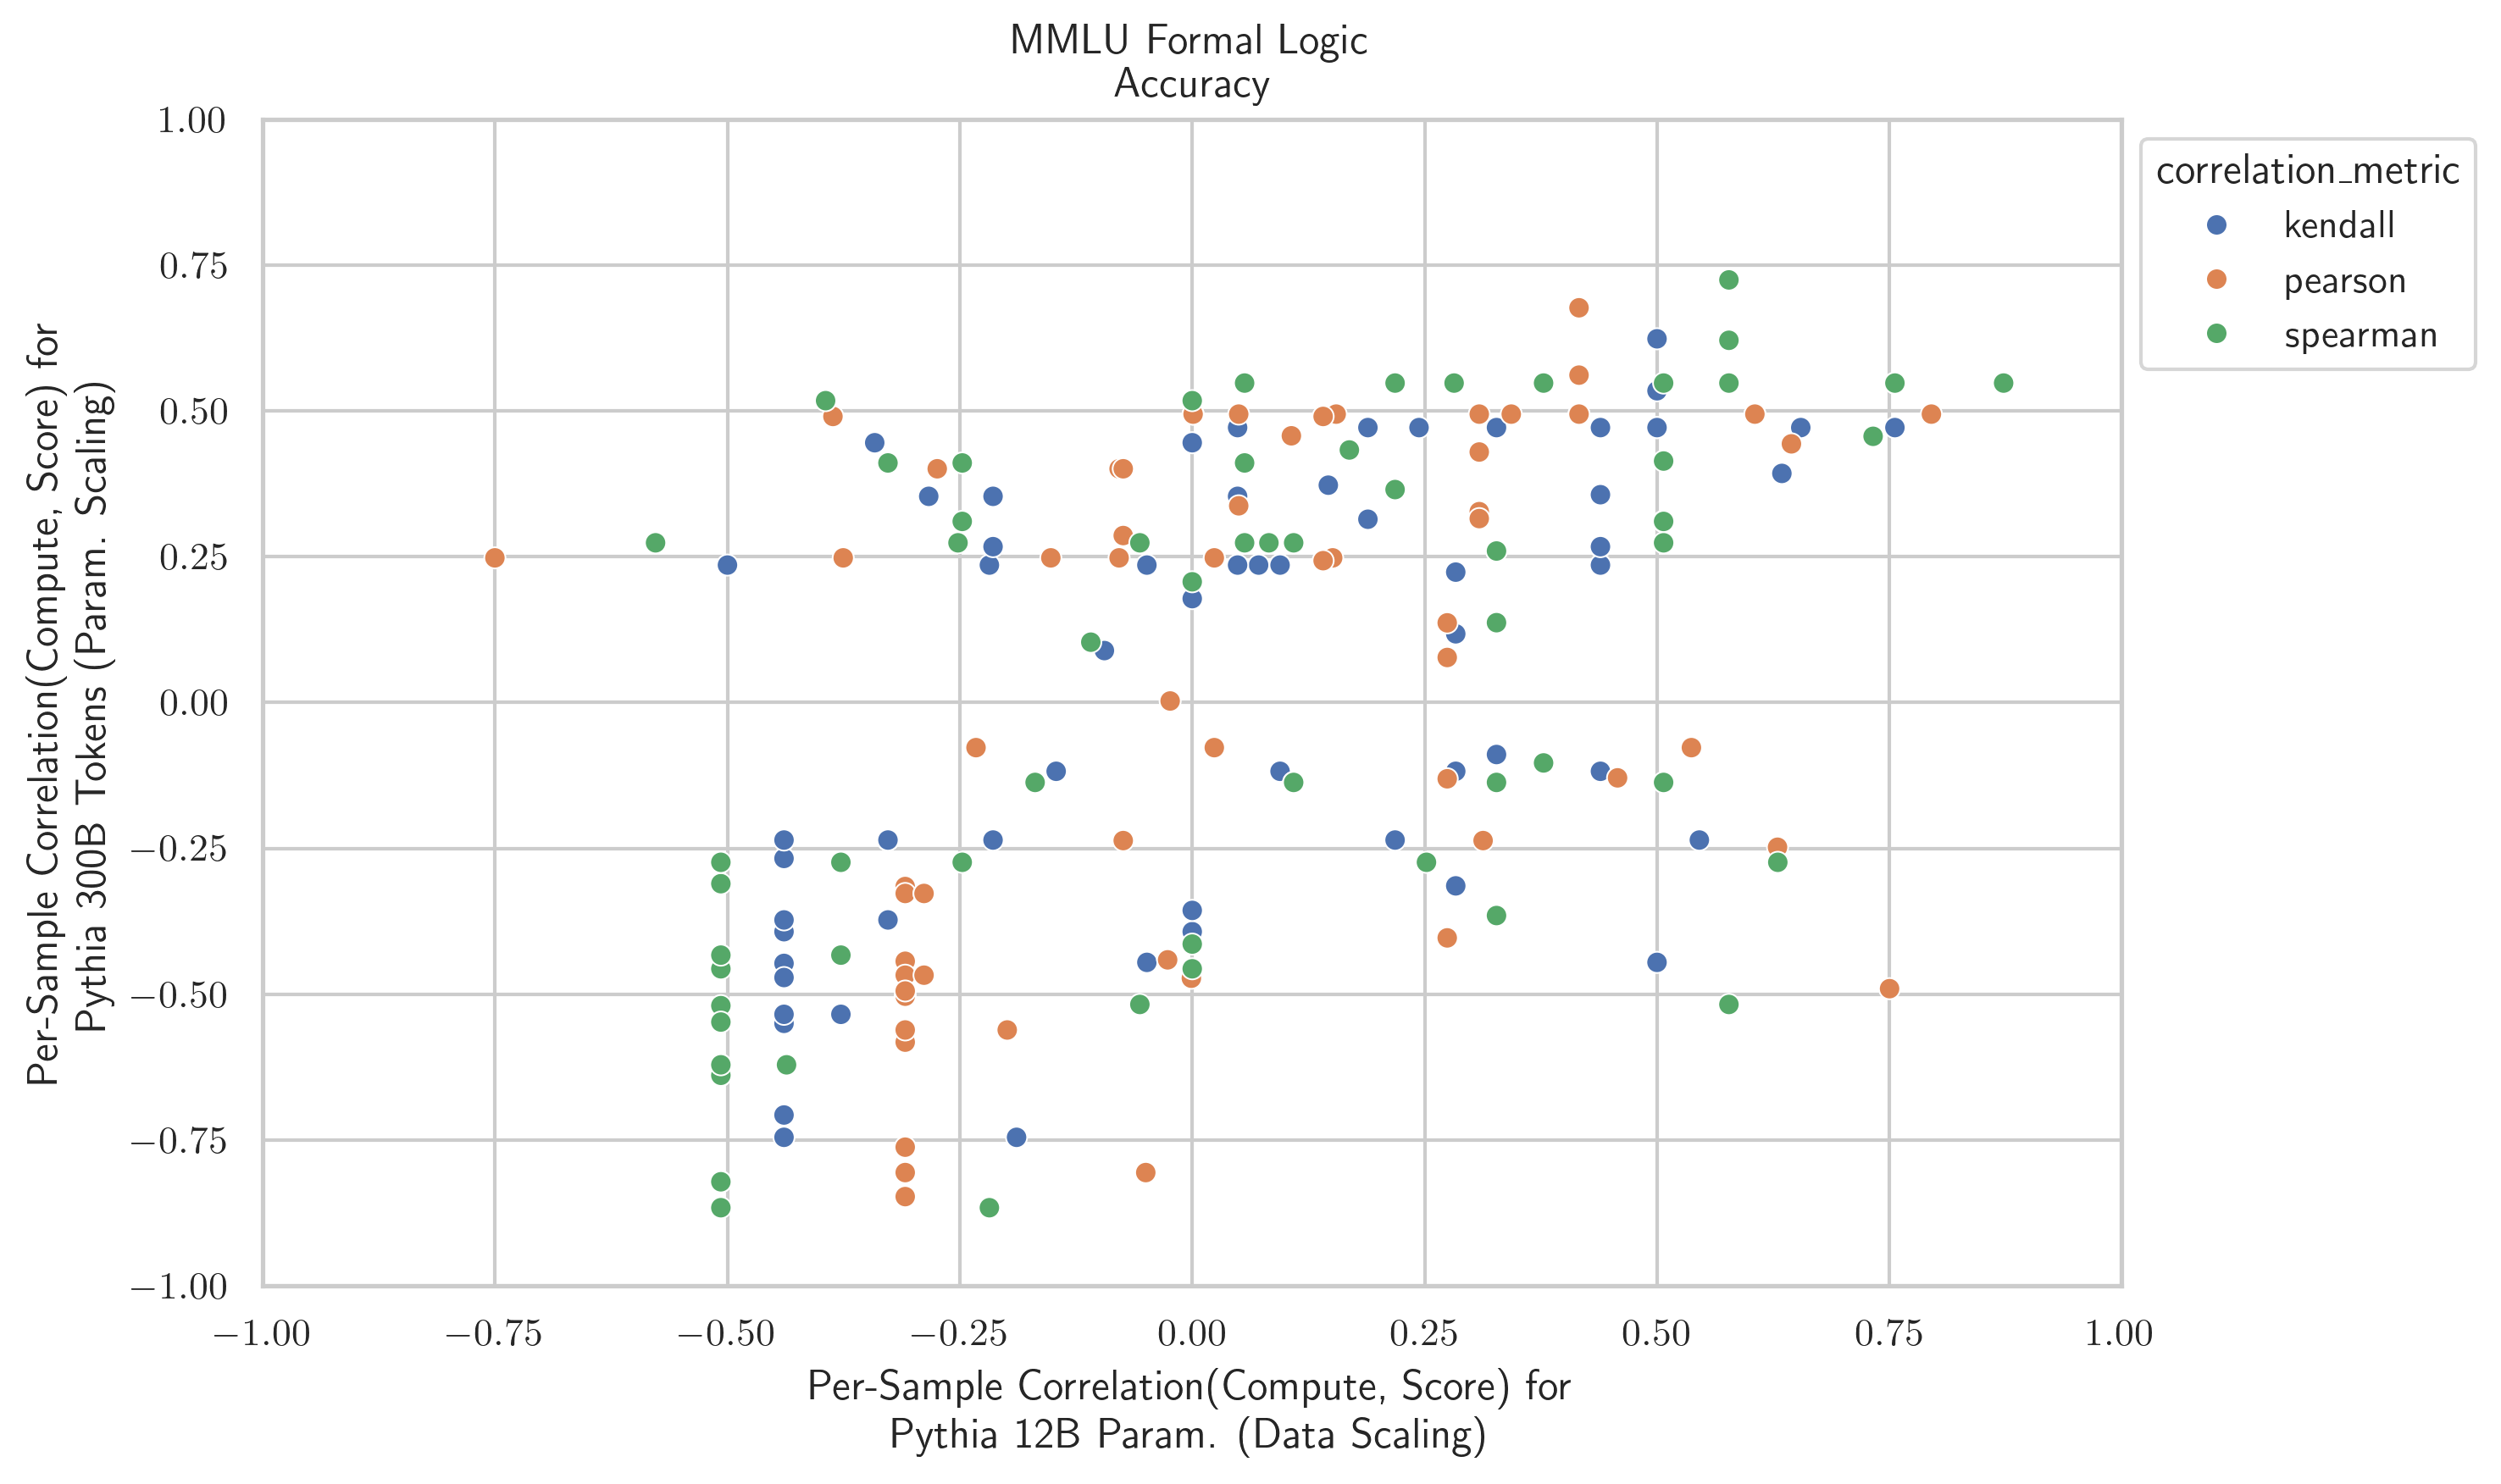 MMLU Formal Logic
Accuracy
Per-Sample Correlation(Compute, Score) for
Pythia 300B Tokens (Param. Scaling)
1.00
0.75
0.50
0.25
0.00
−0.25
−0.50
−0.75
−1.00
−1.00 −0.75 −0.50 −0.25 0.00 0.25 0.50 0.75 1.00
Per-Sample Correlation(Compute, Score) for
Pythia 12B Param. (Data Scaling)
correlation_metric
kendall
pearson
spearman